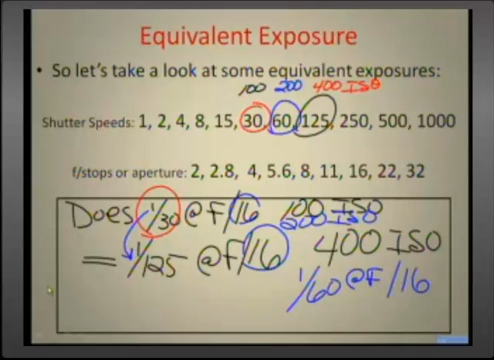 Equivalent Exposure
• So let's take a look at some equivalent exposures:
100 200 400 ISO
Shutter Speeds: 1, 2, 4, 8, 15, 30, 60, 125, 250, 500, 1000
f/stops or aperture: 2, 2.8, 4, 5.6, 8, 11, 16, 22, 32
Does 1/30 @ F/16 100 ISO
200 ISO
= 1/125 @ F/16 400 ISO
1/60 @ F/16